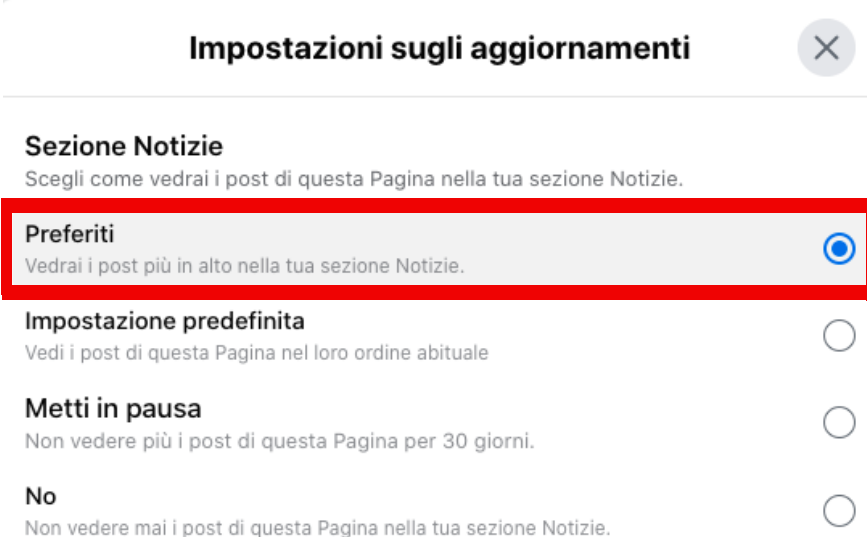 Impostazioni sugli aggiornamenti
Sezione Notizie
Scegli come vedrai i post di questa Pagina nella tua sezione Notizie.
Preferiti
Vedrai i post più in alto nella tua sezione Notizie.
Impostazione predefinita
Vedi i post di questa Pagina nel loro ordine abituale
Metti in pausa
Non vedere più i post di questa Pagina per 30 giorni.
No
Non vedere mai i post di questa Pagina nella tua sezione Notizie.